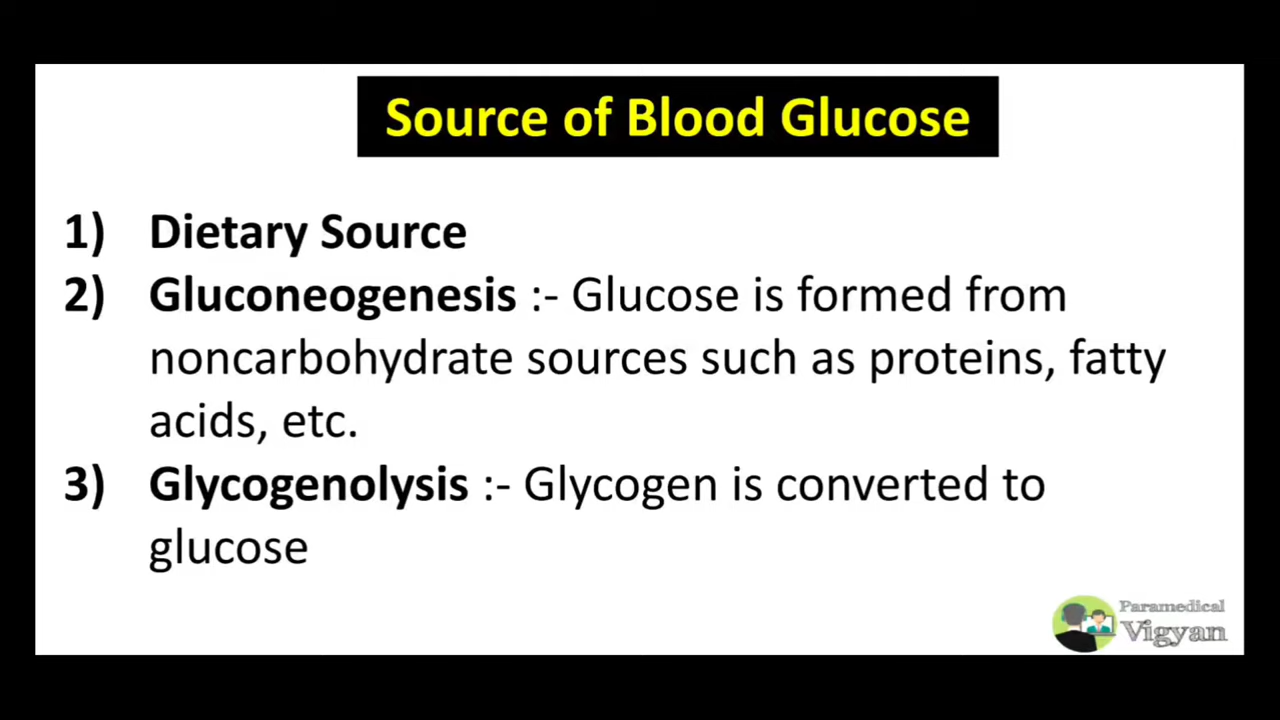 Source of Blood Glucose
1) Dietary Source
2) Gluconeogenesis :- Glucose is formed from
noncarbohydrate sources such as proteins, fatty
acids, etc.
3) Glycogenolysis :- Glycogen is converted to
glucose
Paramedical
Vigyan